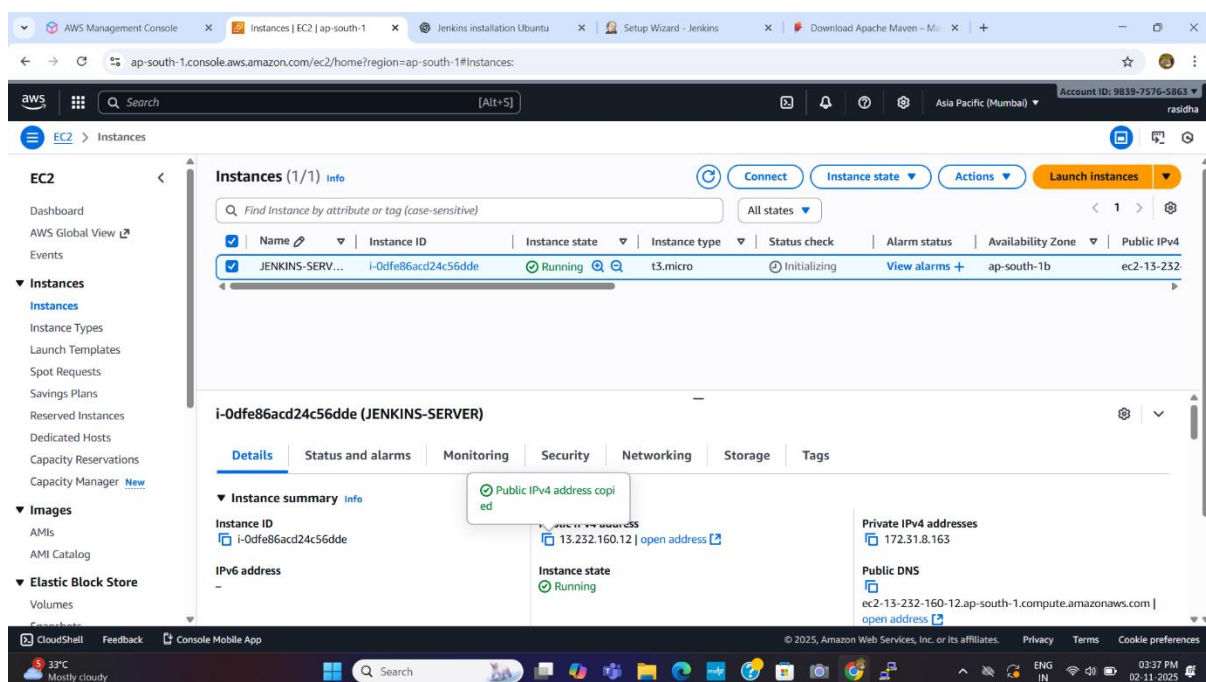 AWS Management Console
Instances | EC2 | ap-south-1
Jenkins installation Ubuntu
Setup Wizard - Jenkins
Download Apache Maven – Ma
ap-south-1.console.aws.amazon.com/ec2/home?region=ap-south-1#Instances:
aws Search [Alt+S] Asia Pacific (Mumbai) Account ID: 9839-7576-5863
rasidha
EC2 > Instances
EC2
Dashboard
AWS Global View
Events
Instances
Instances
Instance Types
Launch Templates
Spot Requests
Savings Plans
Reserved Instances
Dedicated Hosts
Capacity Reservations
Capacity Manager New
Images
AMIs
AMI Catalog
Elastic Block Store
Volumes
Instances (1/1) Info Connect Instance state Actions Launch instances
Find Instance by attribute or tag (case-sensitive) All states 1
Name Instance ID Instance state Instance type Status check Alarm status Availability Zone Public IPv4
JENKINS-SERV... i-0dfe86acd24c56dde Running t3.micro Initializing View alarms + ap-south-1b ec2-13-232-
i-0dfe86acd24c56dde (JENKINS-SERVER)
Details Status and alarms Monitoring Security Networking Storage Tags
Public IPv4 address copi
ed
Instance summary Info
Instance ID
i-0dfe86acd24c56dde
IPv6 address
–
13.232.160.12 | open address
Instance state
Running
Private IPv4 addresses
172.31.8.163
Public DNS
ec2-13-232-160-12.ap-south-1.compute.amazonaws.com |
open address
CloudShell Feedback Console Mobile App © 2025, Amazon Web Services, Inc. or its affiliates. Privacy Terms Cookie preferences
5
33°C
Mostly cloudy
Search
ENG
IN
03:37 PM
02-11-2025